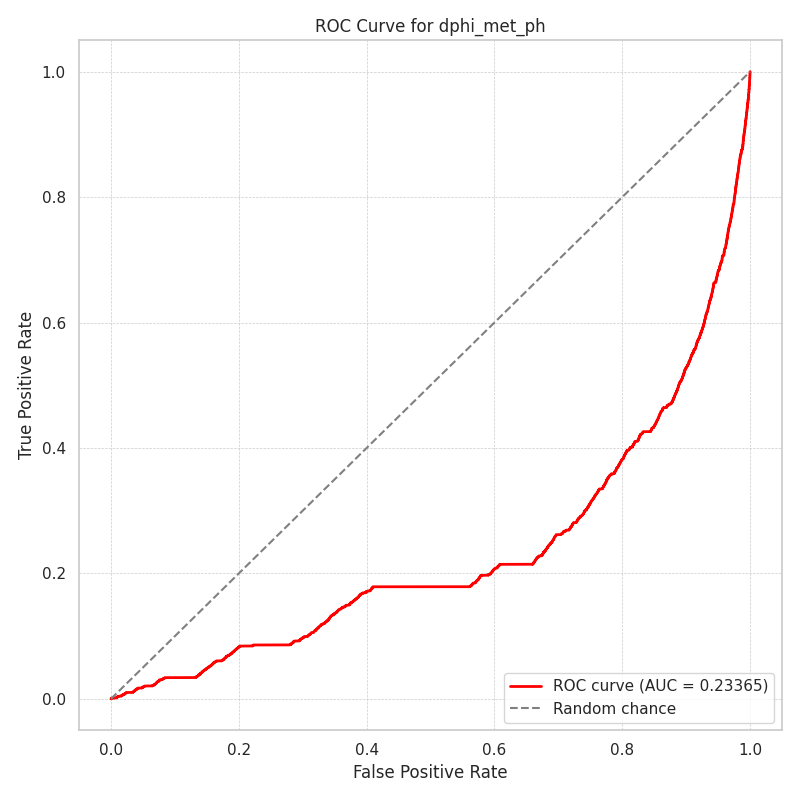 ROC Curve for dphi_met_ph
1.0
0.8
0.6
0.4
0.2
0.0
True Positive Rate
0.0 0.2 0.4 0.6 0.8 1.0
False Positive Rate
ROC curve (AUC = 0.23365)
Random chance